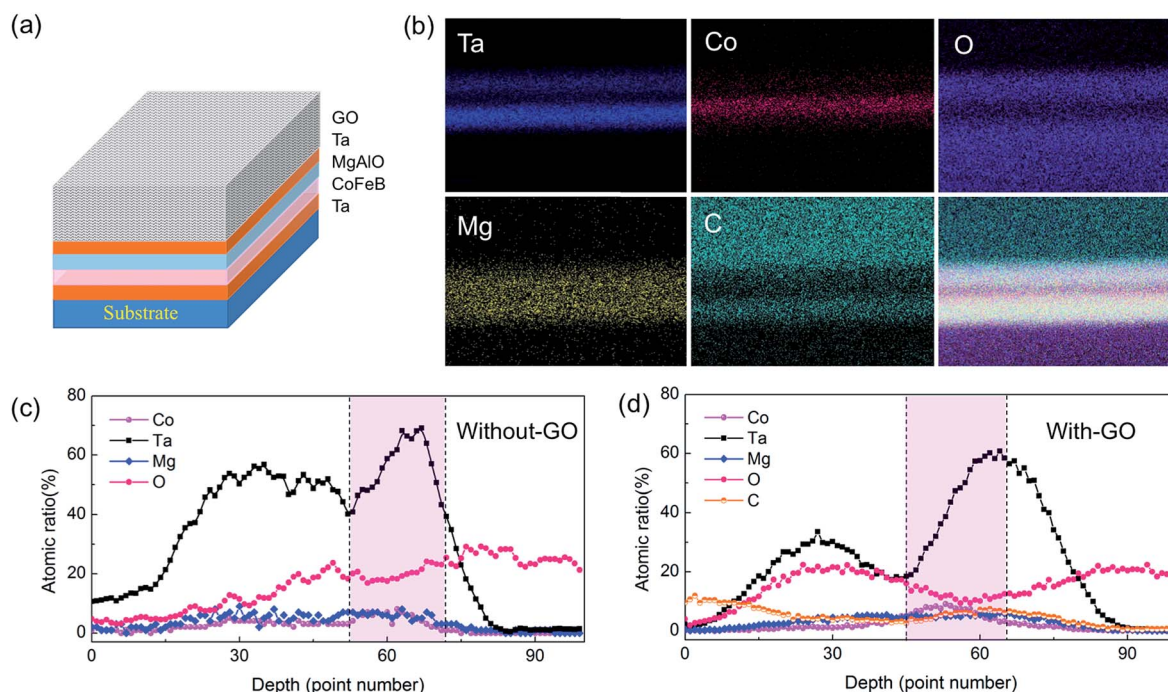 (a)
GO
Ta
MgAlO
CoFeB
Ta
Substrate
(b)
Ta
Co
O
Mg
C
(c)
80
60
40
20
0
Atomic ratio(%)
Co
Ta
Mg
O
Without-GO
0
30
60
90
Depth (point number)
(d)
80
60
40
20
0
Atomic ratio(%)
Co
Ta
Mg
O
C
With-GO
0
30
60
90
Depth (point number)